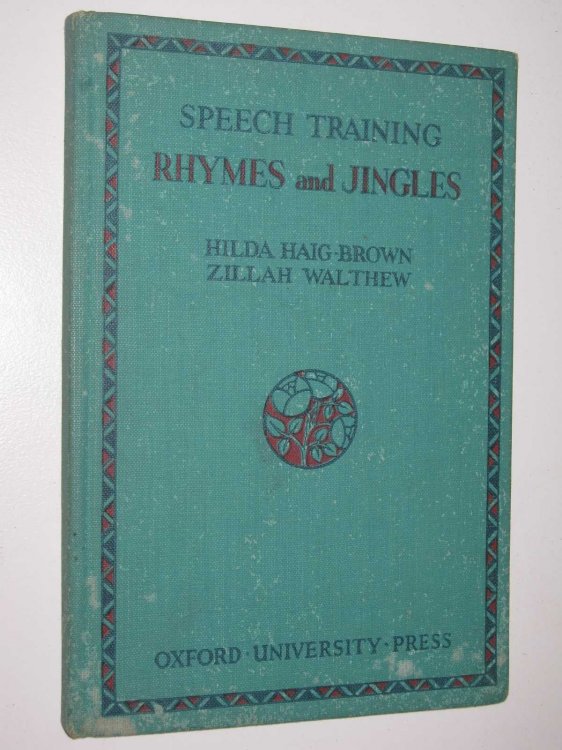 SPEECH TRAINING
RHYMES and JINGLES
HILDA HAIG-BROWN
ZILLAH WALTHEW
OXFORD · UNIVERSITY · PRESS